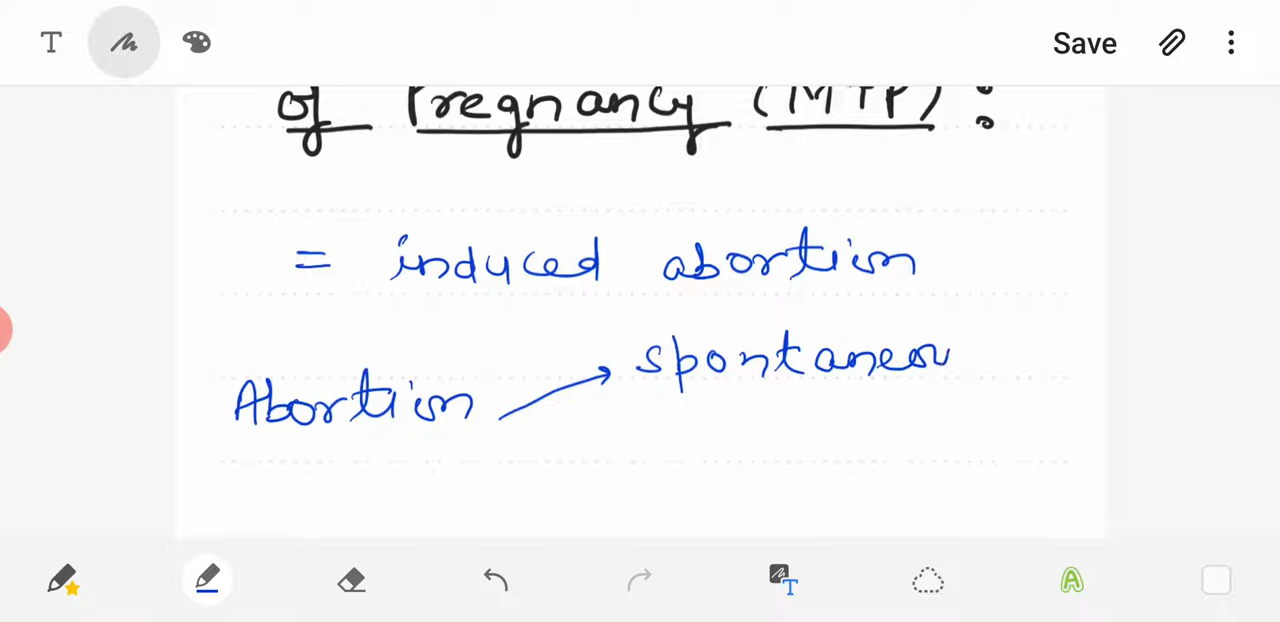 T Save
of Pregnancy (MTP) :
= induced abortion
Abortion → spontaneou